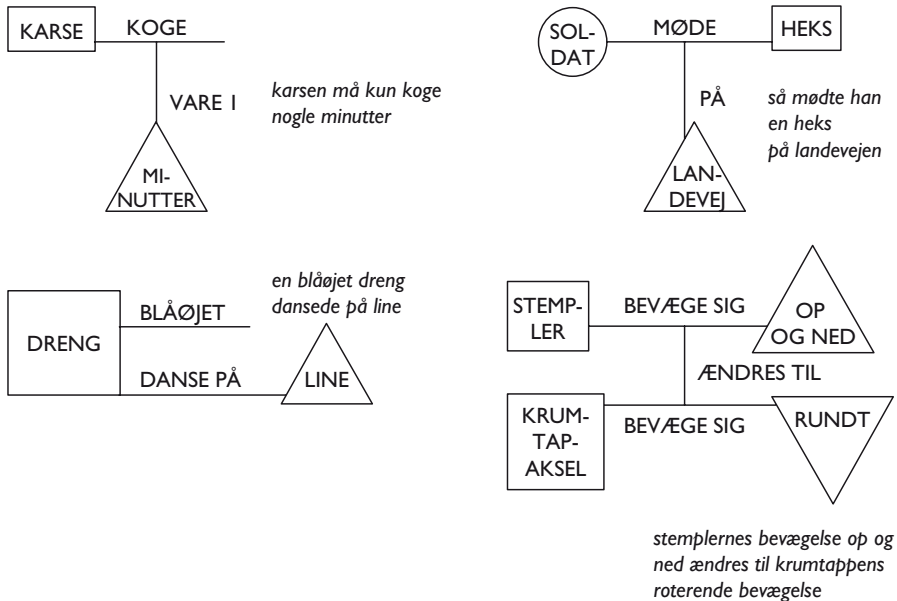 KARSE
KOGE
VARE I
MI-
NUTTER
karsen må kun koge
nogle minutter
SOL-
DAT
MØDE
HEKS
PÅ
LAN-
DEVEJ
så mødte han
en heks
på landevejen
DRENG
BLÅØJET
DANSE PÅ
LINE
en blåøjet dreng
dansede på line
STEMP-
LER
BEVÆGE SIG
OP
OG NED
ÆNDRES TIL
KRUM-
TAP-
AKSEL
BEVÆGE SIG
RUNDT
stemplernes bevægelse op og
ned ændres til krumtappens
roterende bevægelse